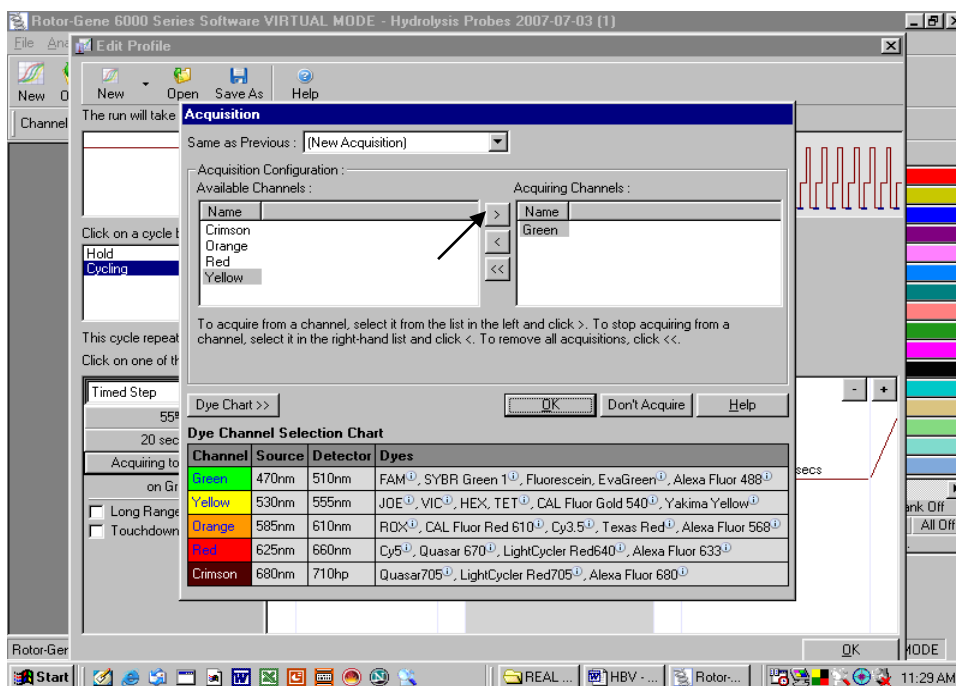 Rotor-Gene 6000 Series Software VIRTUAL MODE - Hydrolysis Probes 2007-07-03 (1)
File Ana
Edit Profile
New
New Open Save As Help
Channel
The run will take
Acquisition
Same as Previous : (New Acquisition)
Acquisition Configuration :
Available Channels :
Acquiring Channels :
Name
Crimson
Orange
Red
Yellow
>
<
<<
Name
Green
To acquire from a channel, select it from the list in the left and click >. To stop acquiring from a
channel, select it in the right-hand list and click <. To remove all acquisitions, click <<.
Click on a cycle b
Hold
Cycling
This cycle repeat
Click on one of th
Timed Step
55º
20 sec
Acquiring to
on Gr
Long Range
Touchdown
- +
secs
Dye Chart >> OK Don't Acquire Help
Dye Channel Selection Chart
Channel Source Detector Dyes
Green 470nm 510nm FAM, SYBR Green 1, Fluorescein, EvaGreen, Alexa Fluor 488
Yellow 530nm 555nm JOE, VIC, HEX, TET, CAL Fluor Gold 540, Yakima Yellow
Orange 585nm 610nm ROX, CAL Fluor Red 610, Cy3.5, Texas Red, Alexa Fluor 568
Red 625nm 660nm Cy5, Quasar 670, LightCycler Red640, Alexa Fluor 633
Crimson 680nm 710hp Quasar705, LightCycler Red705, Alexa Fluor 680
ank Off
All Off
OK
Rotor-Ger
MODE
Start REAL ... HBV - ... Rotor-... 11:29 AM